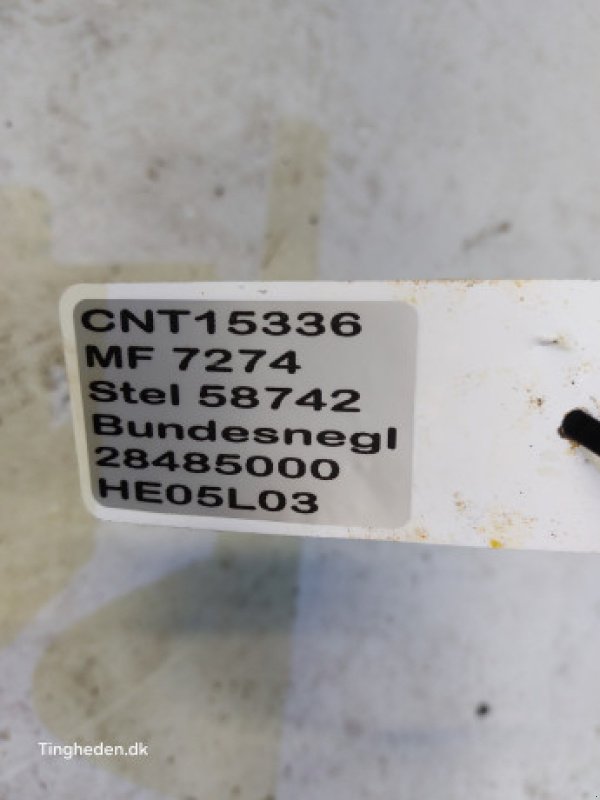 CNT15336
MF 7274
Stel 58742
Bundesnegl
28485000
HE05L03
Tingheden.dk